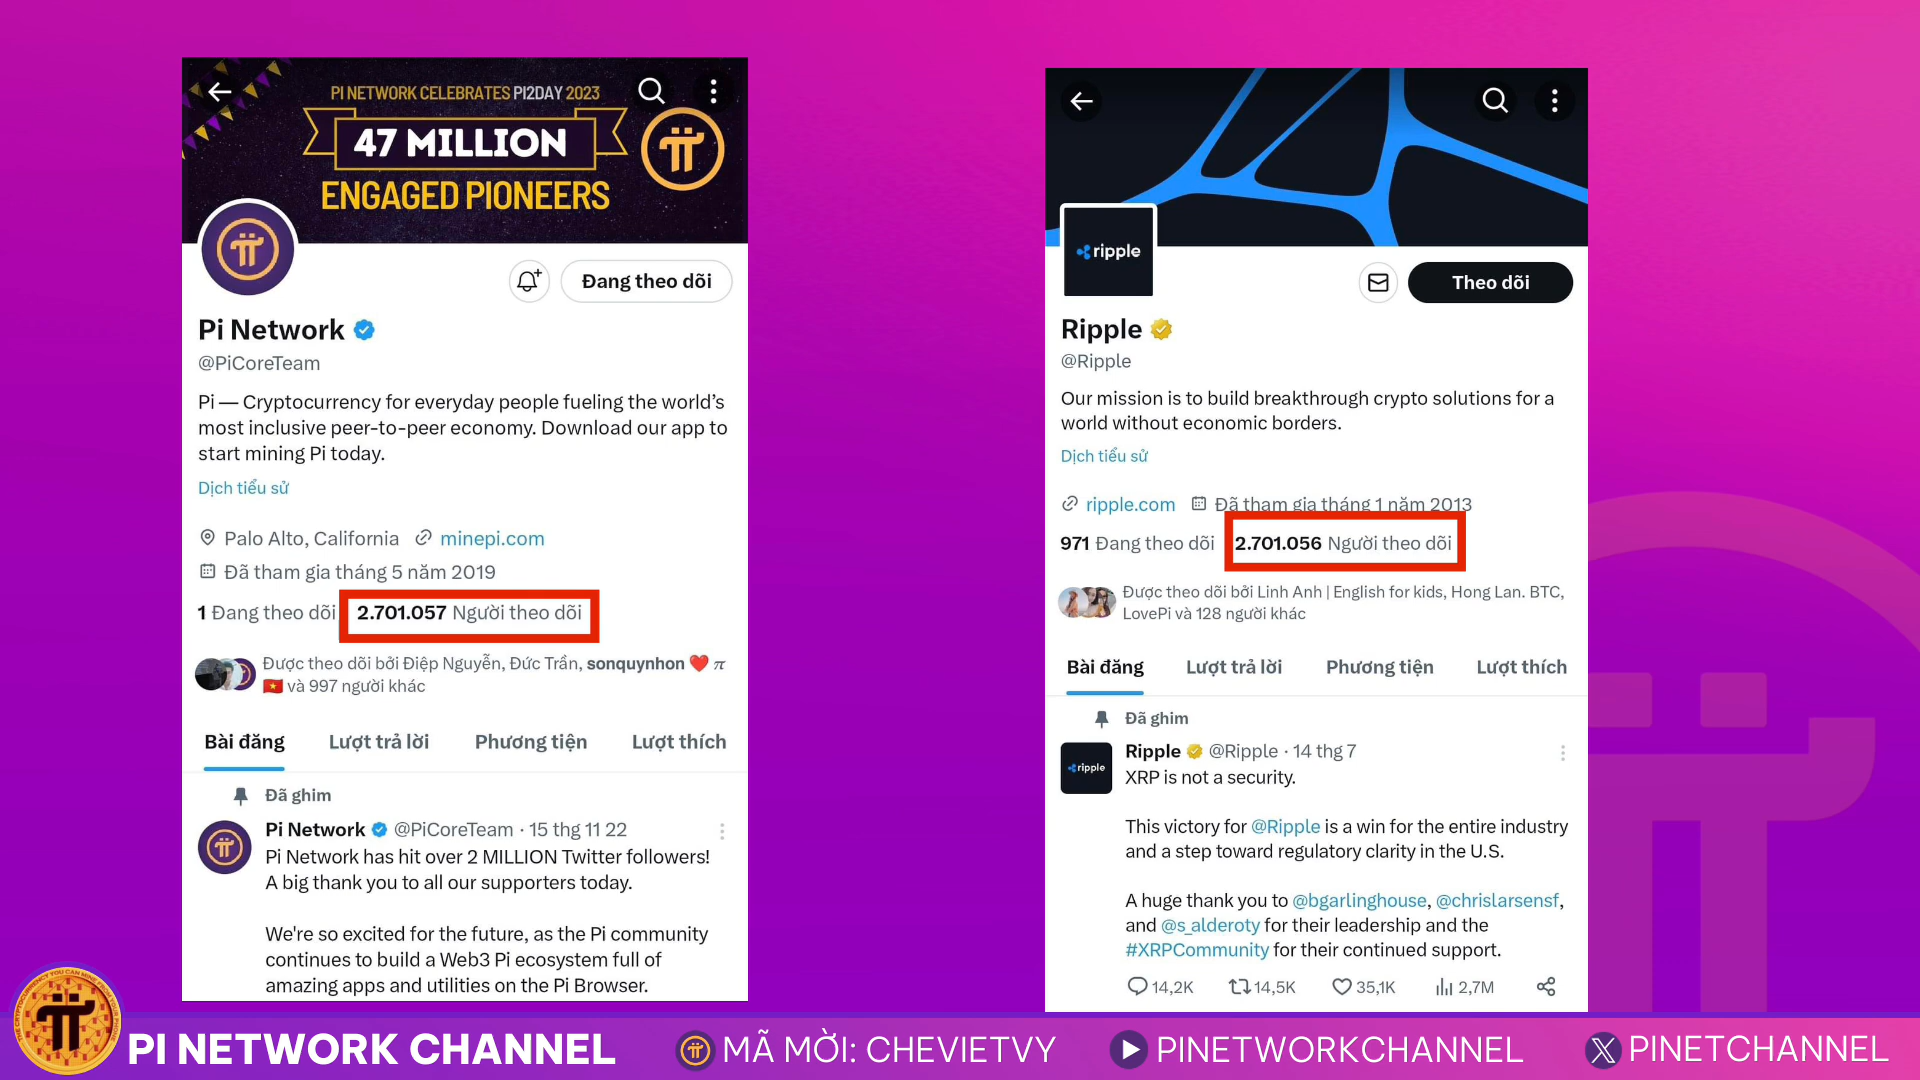 PI NETWORK CELEBRATES PI2DAY 2023
47 MILLION
ENGAGED PIONEERS
Đang theo dõi
Pi Network
@PiCoreTeam
Pi — Cryptocurrency for everyday people fueling the world's
most inclusive peer-to-peer economy. Download our app to
start mining Pi today.
Dịch tiểu sử
Palo Alto, California minepi.com
Đã tham gia tháng 5 năm 2019
1 Đang theo dõi 2.701.057 Người theo dõi
Được theo dõi bởi Điệp Nguyễn, Đức Trần, sonquynhon ❤️ π
🇻🇳 và 997 người khác
Bài đăng Lượt trả lời Phương tiện Lượt thích
Đã ghim
Pi Network @PiCoreTeam · 15 thg 11 22
Pi Network has hit over 2 MILLION Twitter followers!
A big thank you to all our supporters today.
We're so excited for the future, as the Pi community
continues to build a Web3 Pi ecosystem full of
amazing apps and utilities on the Pi Browser.
ripple
Theo dõi
Ripple
@Ripple
Our mission is to build breakthrough crypto solutions for a
world without economic borders.
Dịch tiểu sử
ripple.com Đã tham gia tháng 1 năm 2013
971 Đang theo dõi 2.701.056 Người theo dõi
Được theo dõi bởi Linh Anh | English for kids, Hong Lan. BTC,
LovePi và 128 người khác
Bài đăng Lượt trả lời Phương tiện Lượt thích
Đã ghim
ripple
Ripple @Ripple · 14 thg 7
XRP is not a security.
This victory for @Ripple is a win for the entire industry
and a step toward regulatory clarity in the U.S.
A huge thank you to @bgarlinghouse, @chrislarsensf,
and @s_alderoty for their leadership and the
#XRPCommunity for their continued support.
14,2K 14,5K 35,1K 2,7M
PI NETWORK CHANNEL MÃ MỜI: CHEVIETVY PINETWORKCHANNEL PINETCHANNEL